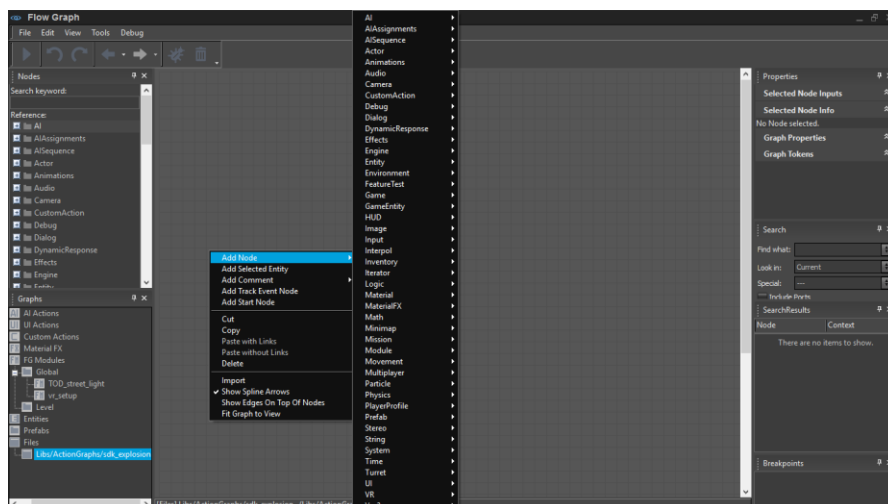 Flow Graph
File Edit View Tools Debug
Nodes
Search keyword:
Reference:
AI
AIAssignments
AISequence
Actor
Animations
Audio
Camera
CustomAction
Debug
Dialog
DynamicResponse
Effects
Engine
Entity
Graphs
AI Actions
UI Actions
Custom Actions
Material FX
FG Modules
Global
TOD_street_light
vr_setup
Level
Entities
Prefabs
Files
Libs/ActionGraphs/sdk_explosion
Add Node
Add Selected Entity
Add Comment
Add Track Event Node
Add Start Node
Cut
Copy
Paste with Links
Paste without Links
Delete
Import
Show Spline Arrows
Show Edges On Top Of Nodes
Fit Graph to View
AI
AIAssignments
AISequence
Actor
Animations
Audio
Camera
CustomAction
Debug
Dialog
DynamicResponse
Effects
Engine
Entity
Environment
FeatureTest
Game
GameEntity
HUD
Image
Input
Interpol
Inventory
Iterator
Logic
Material
MaterialFX
Math
Minimap
Mission
Module
Movement
Multiplayer
Particle
Physics
PlayerProfile
Prefab
Stereo
String
System
Time
Turret
UI
VR
Properties
Selected Node Inputs
Selected Node Info
No Node selected.
Graph Properties
Graph Tokens
Search
Find what:
Look in: Current
Special: ---
Include Ports
SearchResults
Node Context
There are no items to show.
Breakpoints